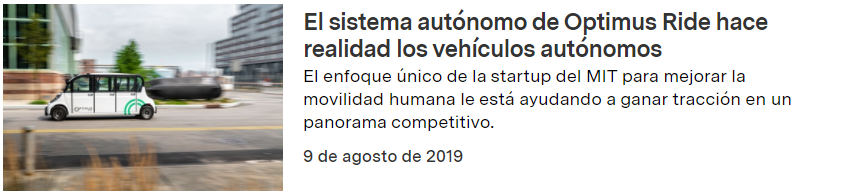 El sistema autónomo de Optimus Ride hace
realidad los vehículos autónomos
El enfoque único de la startup del MIT para mejorar la
movilidad humana le está ayudando a ganar tracción en un
panorama competitivo.
9 de agosto de 2019